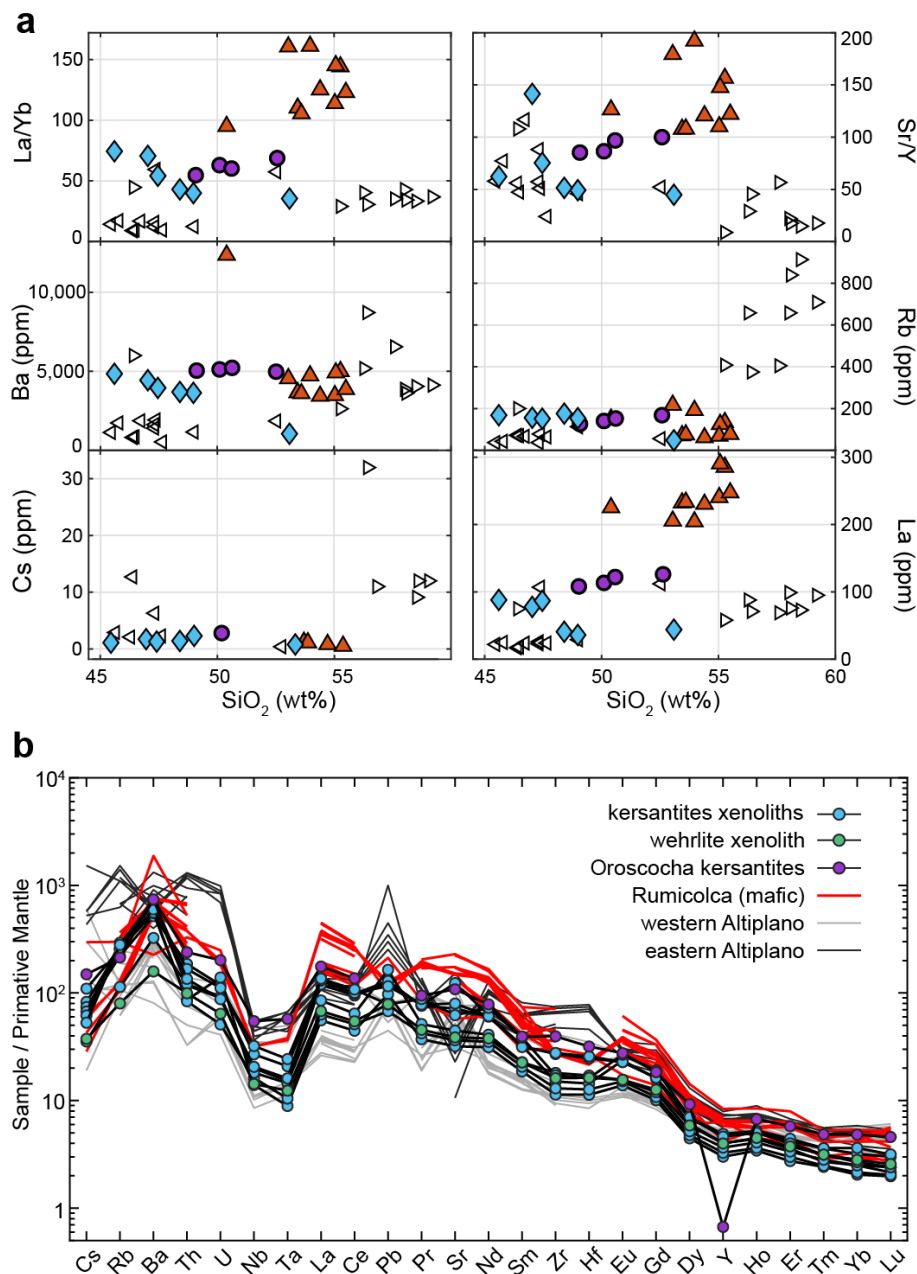 a
150
100
50
0
La/Yb
200
150
100
50
0
Sr/Y
10,000
5,000
0
Ba (ppm)
800
600
400
200
0
Rb (ppm)
30
20
10
0
Cs (ppm)
300
200
100
0
La (ppm)
45 50 55
SiO2 (wt%)
45 50 55 60
SiO2 (wt%)
b
10^4
10^3
10^2
10
1
Sample / Primative Mantle
kersantites xenoliths
wehrlite xenolith
Oroscocha kersantites
Rumicolca (mafic)
western Altiplano
eastern Altiplano
Cs Rb Ba Th U Nb Ta La Ce Pb Pr Sr Nd Sm Zr Hf Eu Gd Dy Y Ho Er Tm Yb Lu